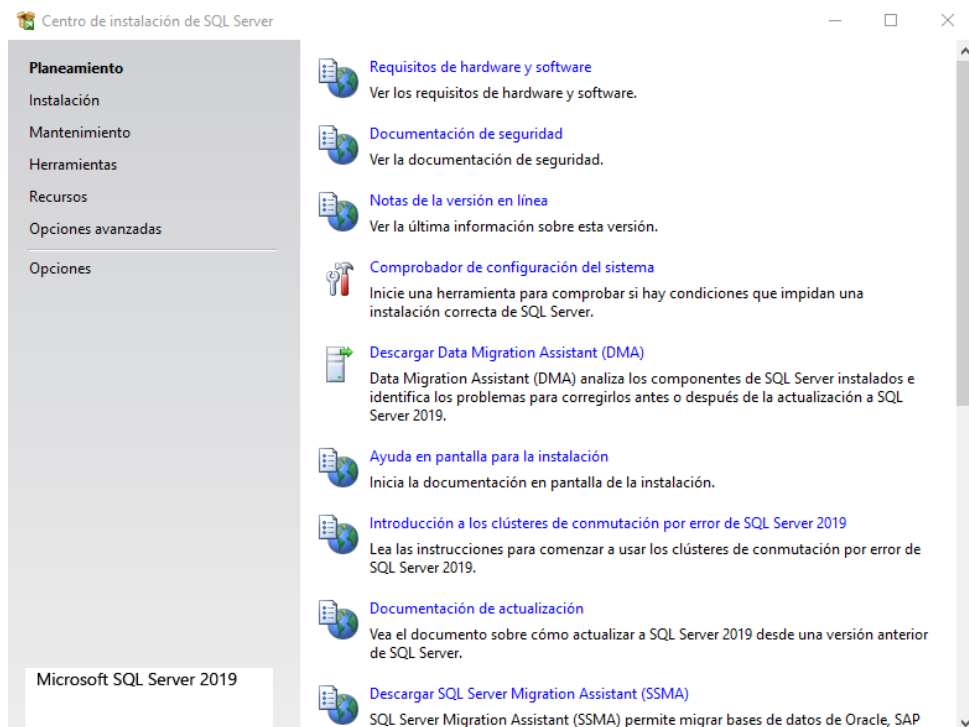 Centro de instalación de SQL Server
Planeamiento
Instalación
Mantenimiento
Herramientas
Recursos
Opciones avanzadas
Opciones
Microsoft SQL Server 2019
Requisitos de hardware y software
Ver los requisitos de hardware y software.
Documentación de seguridad
Ver la documentación de seguridad.
Notas de la versión en línea
Ver la última información sobre esta versión.
Comprobador de configuración del sistema
Inicie una herramienta para comprobar si hay condiciones que impidan una
instalación correcta de SQL Server.
Descargar Data Migration Assistant (DMA)
Data Migration Assistant (DMA) analiza los componentes de SQL Server instalados e
identifica los problemas para corregirlos antes o después de la actualización a SQL
Server 2019.
Ayuda en pantalla para la instalación
Inicia la documentación en pantalla de la instalación.
Introducción a los clústeres de conmutación por error de SQL Server 2019
Lea las instrucciones para comenzar a usar los clústeres de conmutación por error de
SQL Server 2019.
Documentación de actualización
Vea el documento sobre cómo actualizar a SQL Server 2019 desde una versión anterior
de SQL Server.
Descargar SQL Server Migration Assistant (SSMA)
SQL Server Migration Assistant (SSMA) permite migrar bases de datos de Oracle, SAP